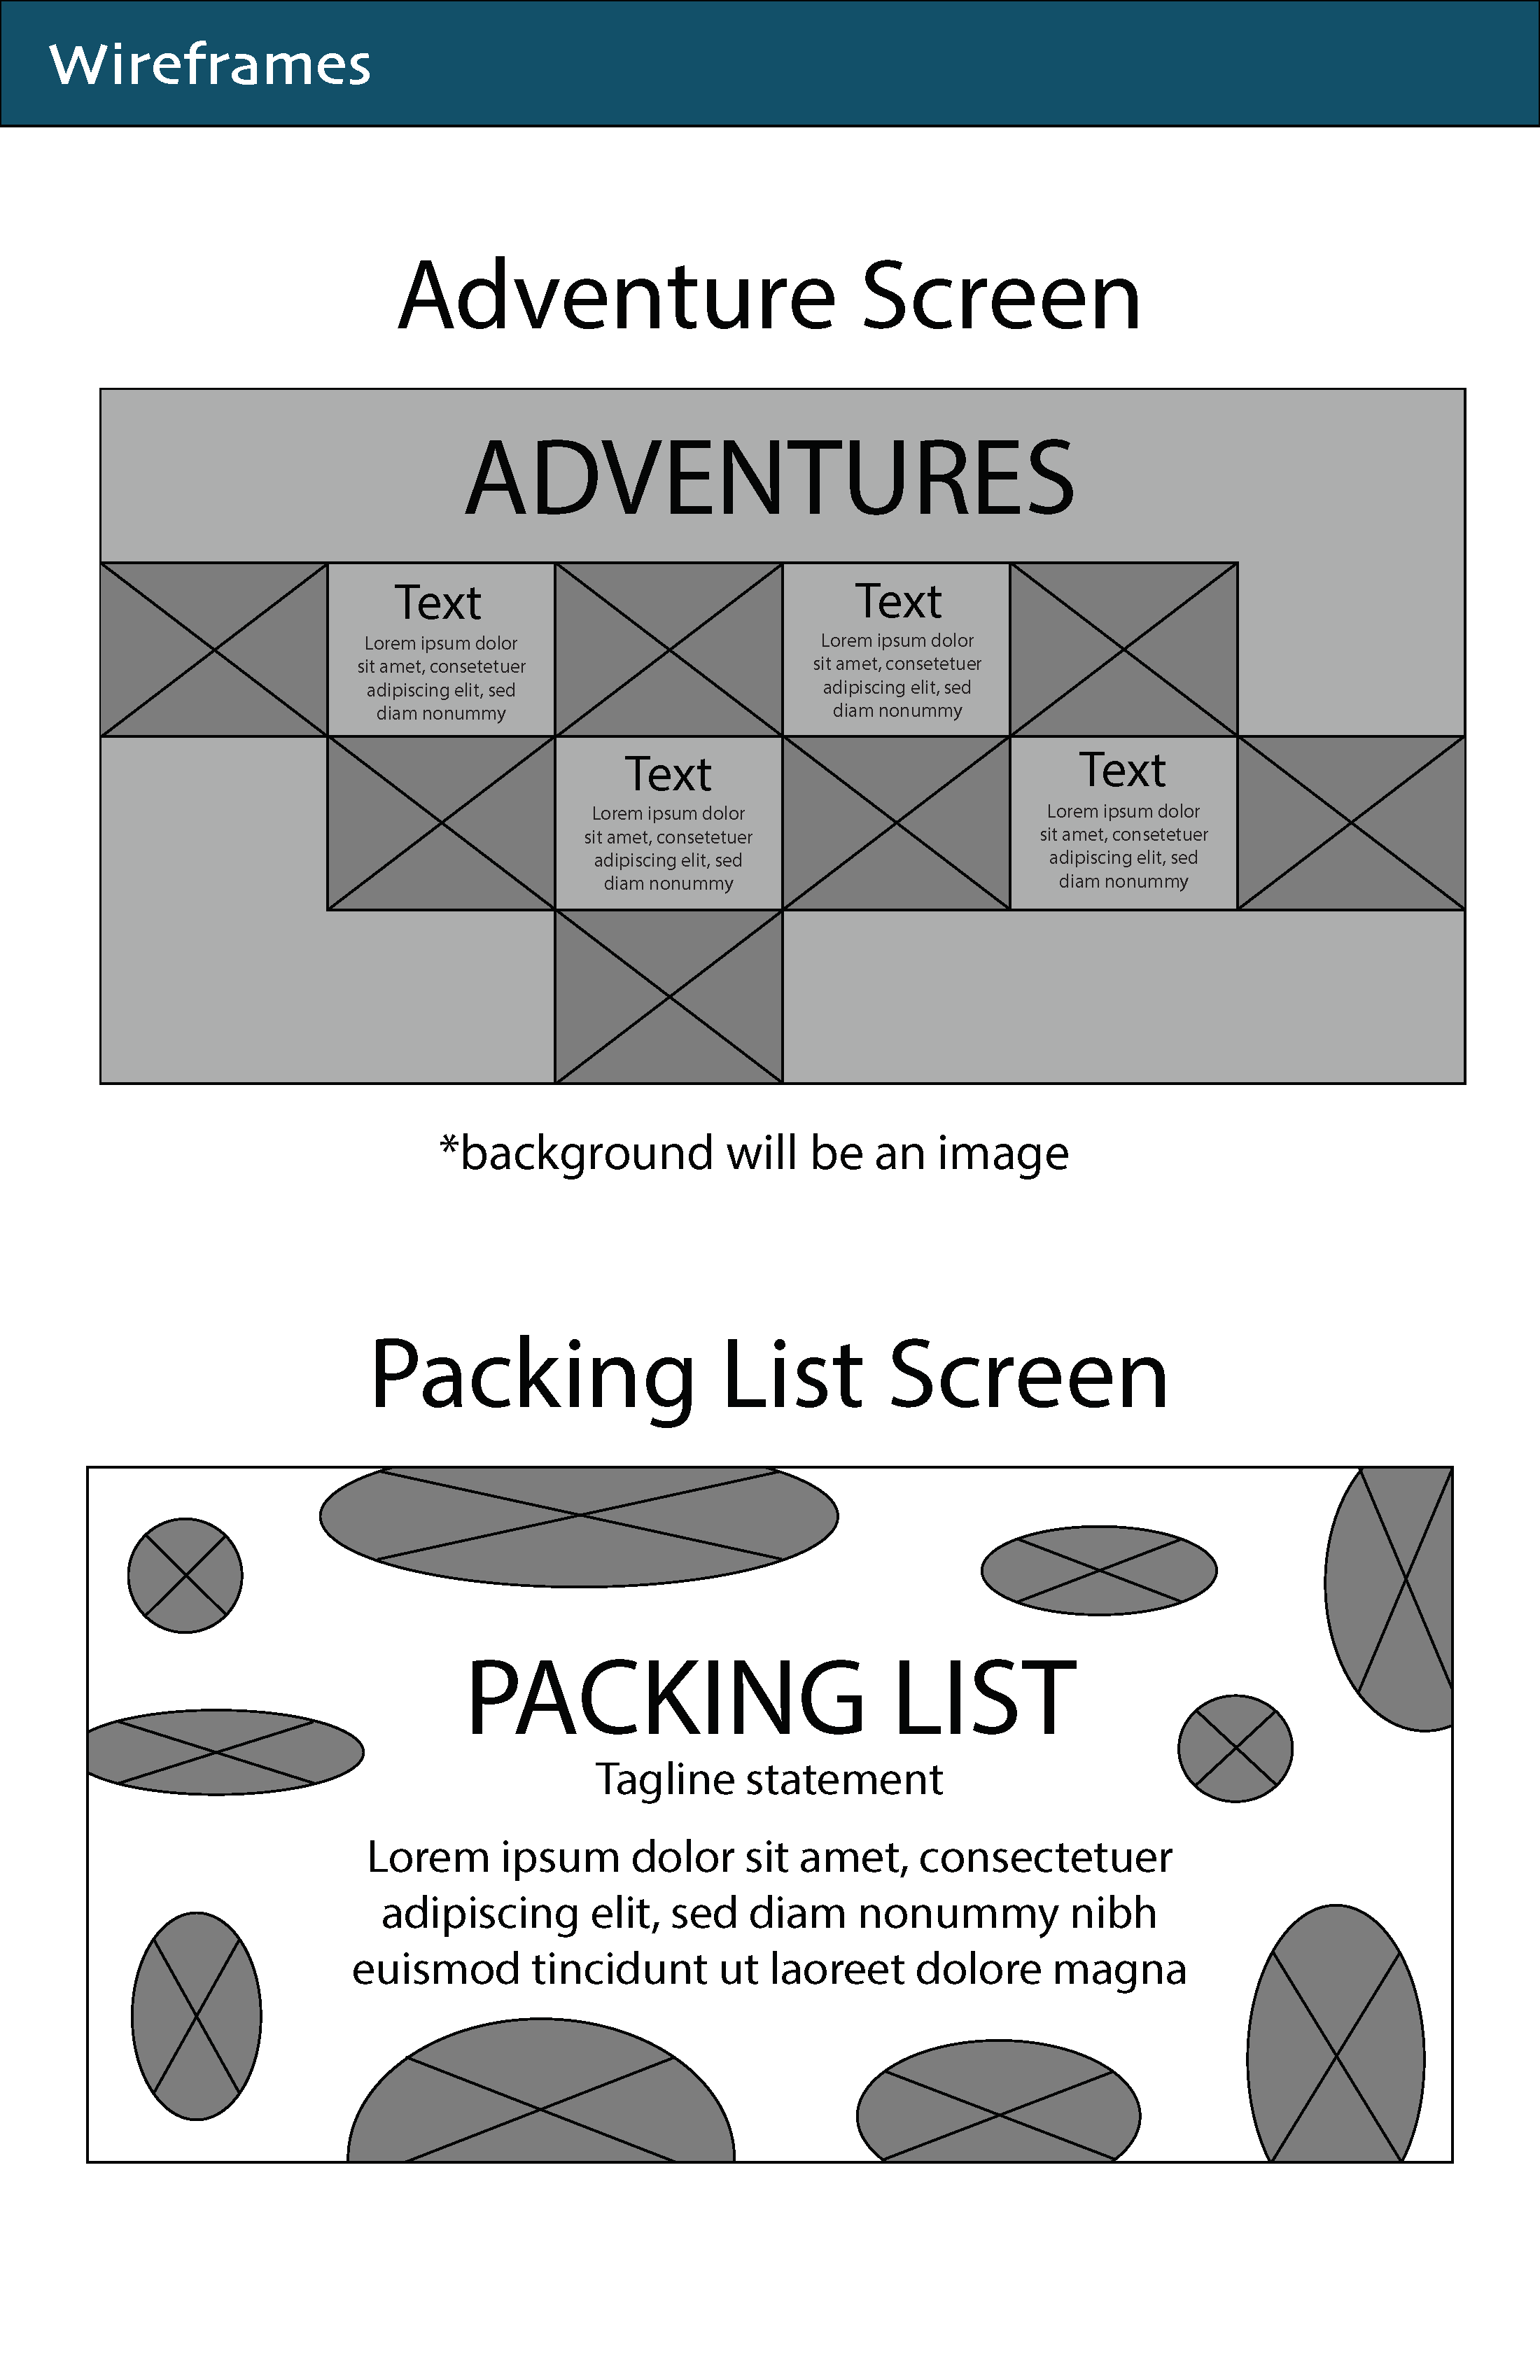 Wireframes
Adventure Screen
ADVENTURES
Text
Lorem ipsum dolor
sit amet, consetetuer
adipiscing elit, sed
diam nonummy
Text
Lorem ipsum dolor
sit amet, consetetuer
adipiscing elit, sed
diam nonummy
Text
Lorem ipsum dolor
sit amet, consetetuer
adipiscing elit, sed
diam nonummy
Text
Lorem ipsum dolor
sit amet, consetetuer
adipiscing elit, sed
diam nonummy
*background will be an image
Packing List Screen
PACKING LIST
Tagline statement
Lorem ipsum dolor sit amet, consectetuer
adipiscing elit, sed diam nonummy nibh
euismod tincidunt ut laoreet dolore magna